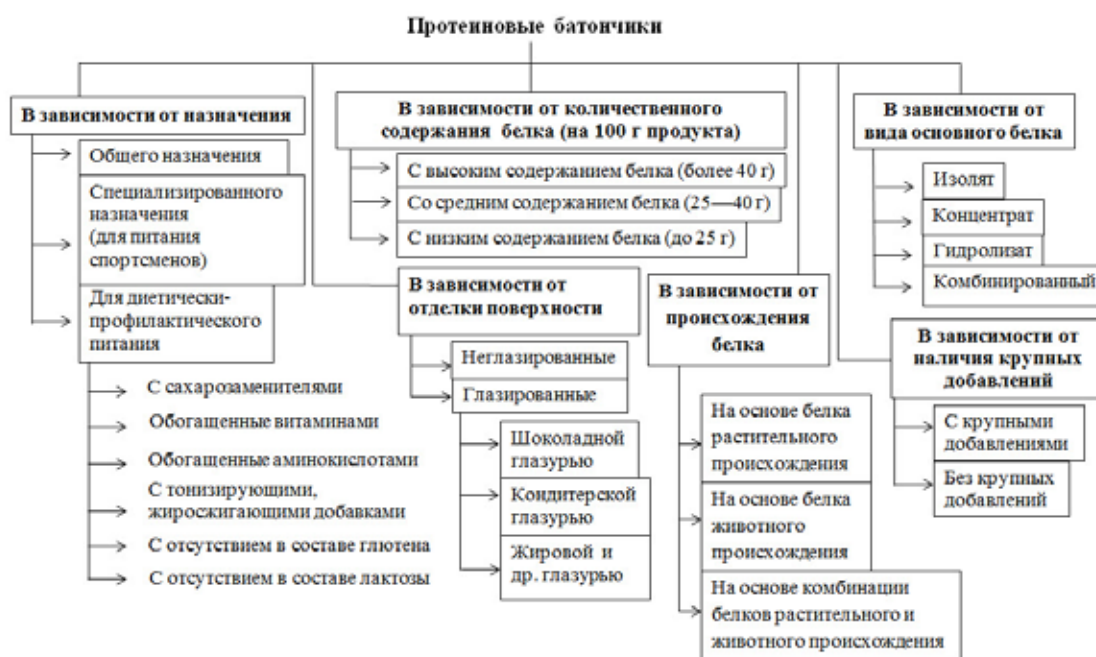 Протеиновые батончики
В зависимости от назначения
Общего назначения
Специализированного
назначения
(для питания
спортсменов)
Для диетически-
профилактического
питания
С сахарозаменителями
Обогащенные витаминами
Обогащенные аминокислотами
С тонизирующими,
жиросжигающими добавками
С отсутствием в составе глютена
С отсутствием в составе лактозы
В зависимости от количественного
содержания белка (на 100 г продукта)
С высоким содержанием белка (более 40 г)
Со средним содержанием белка (25—40 г)
С низким содержанием белка (до 25 г)
В зависимости от
отделки поверхности
Неглазированные
Глазированные
Шоколадной
глазурью
Кондитерской
глазурью
Жировой и
др. глазурью
В зависимости от
происхождения
белка
На основе белка
растительного
происхождения
На основе белка
животного
происхождения
На основе комбинации
белков растительного и
животного происхождения
В зависимости от
вида основного белка
Изолят
Концентрат
Гидролизат
Комбинированный
В зависимости от
наличия крупных
добавлений
С крупными
добавлениями
Без крупных
добавлений